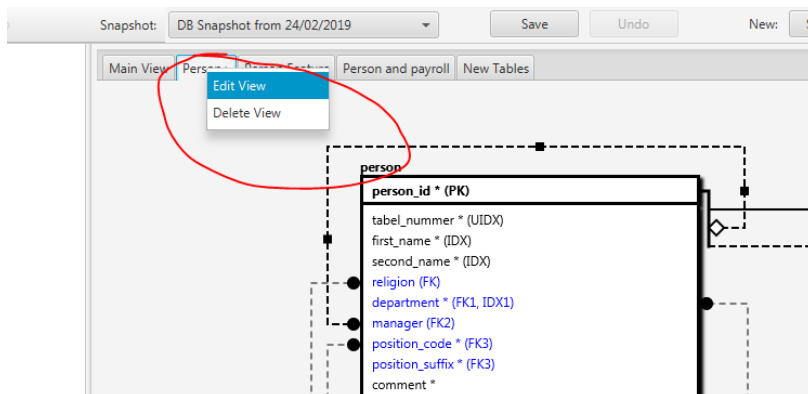 Snapshot: DB Snapshot from 24/02/2019 Save Undo New:
Main View Person and payroll New Tables
Edit View
Delete View
person
person_id * (PK)
tabel_nummer * (UIDX)
first_name * (IDX)
second_name * (IDX)
religion (FK)
department * (FK1, IDX1)
manager (FK2)
position_code * (FK3)
position_suffix * (FK3)
comment *